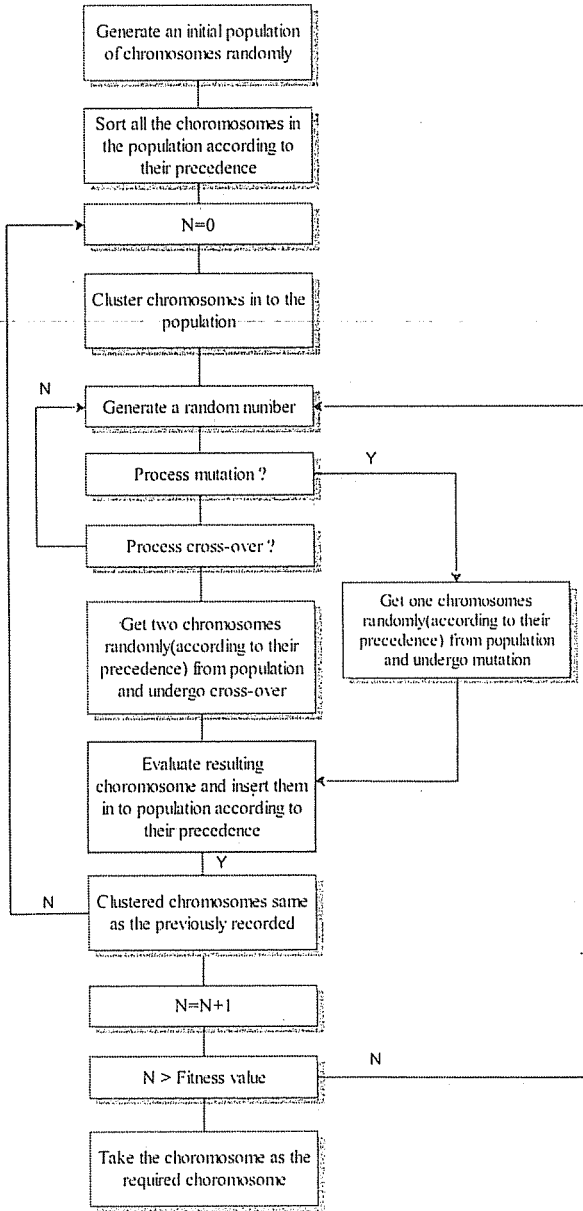 Generate an initial population
of chromosomes randomly
Sort all the choromosomes in
the population according to
their precedence
N=0
Cluster chromosomes in to the
population
N
Generate a random number
Process mutation ?
Y
Process cross-over ?
Get two chromosomes
randomly(according to their
precedence) from population
and undergo cross-over
Get one chromosomes
randomly(according to their
precedence) from population
and undergo mutation
Evaluate resulting
choromosome and insert them
in to population according to
their precedence
Y
N
Clustered chromosomes same
as the previously recorded
N=N+1
N > Fitness value
N
Take the choromosome as the
required choromosome